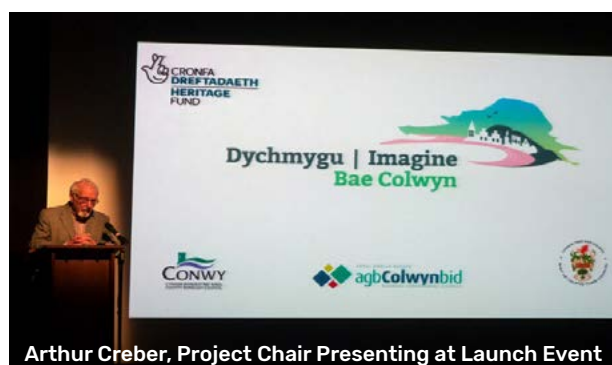 CRONFA
DREFTADAETH
HERITAGE
FUND
Dychmygu | Imagine
Bae Colwyn
CONWY
agbColwynbid
Arthur Creber, Project Chair Presenting at Launch Event